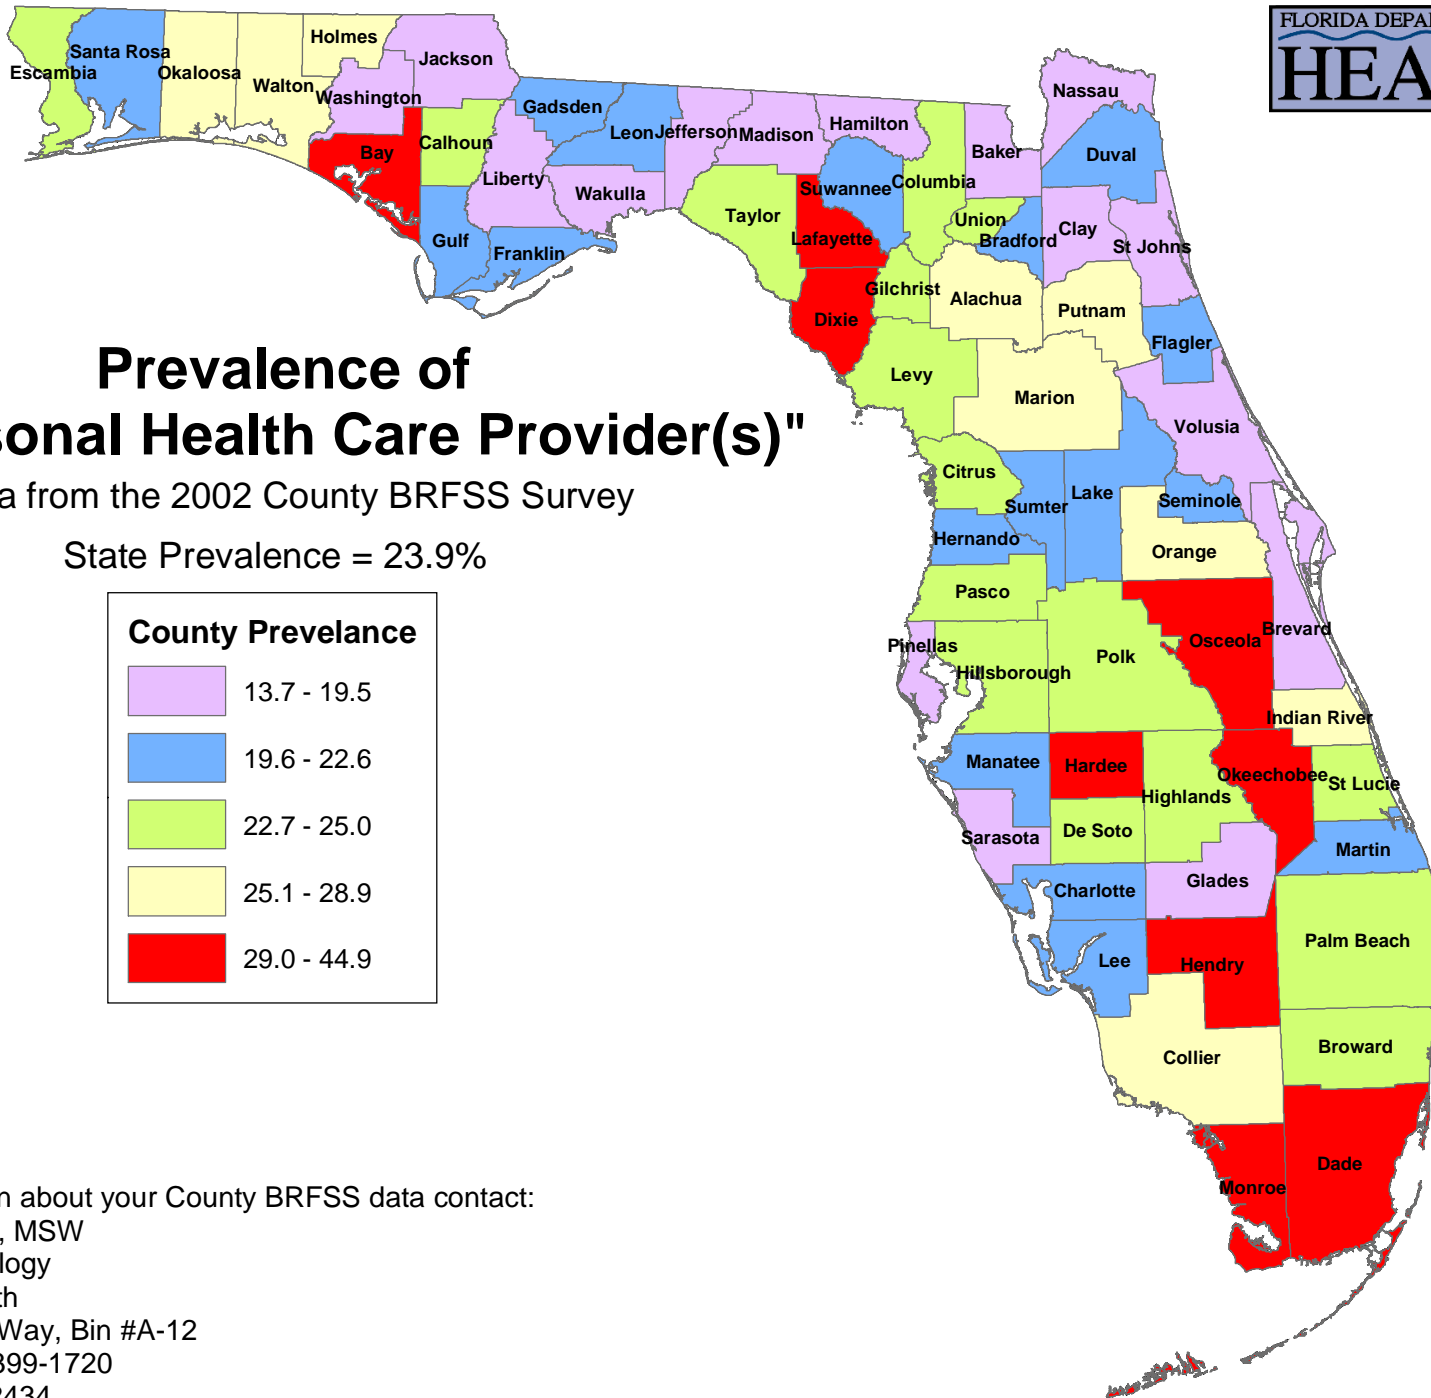 FLORIDA DEPA
HEA
Holmes
Jackson
Santa Rosa
Escambia
Okaloosa
Walton
Washington
Nassau
Gadsden
Leon
Jefferson
Madison
Hamilton
Bay
Calhoun
Baker
Duval
Liberty
Wakulla
Suwannee
Columbia
Taylor
Union
Lafayette
Bradford
Clay
St Johns
Gulf
Franklin
Gilchrist
Alachua
Putnam
Dixie
Flagler
Prevalence of
sonal Health Care Provider(s)"
a from the 2002 County BRFSS Survey
State Prevalence = 23.9%
Levy
Marion
Volusia
Citrus
Lake
Seminole
Sumter
Hernando
Orange
Pasco
Brevard
Osceola
Pinellas
Polk
Hillsborough
Indian River
Manatee
Hardee
Okeechobee
St Lucie
Highlands
De Soto
Sarasota
Martin
Glades
Charlotte
Palm Beach
Lee
Hendry
Broward
Collier
Dade
Monroe
County Prevelance
13.7 - 19.5
19.6 - 22.6
22.7 - 25.0
25.1 - 28.9
29.0 - 44.9
n about your County BRFSS data contact:
, MSW
logy
th
Way, Bin #A-12
399-1720
2434